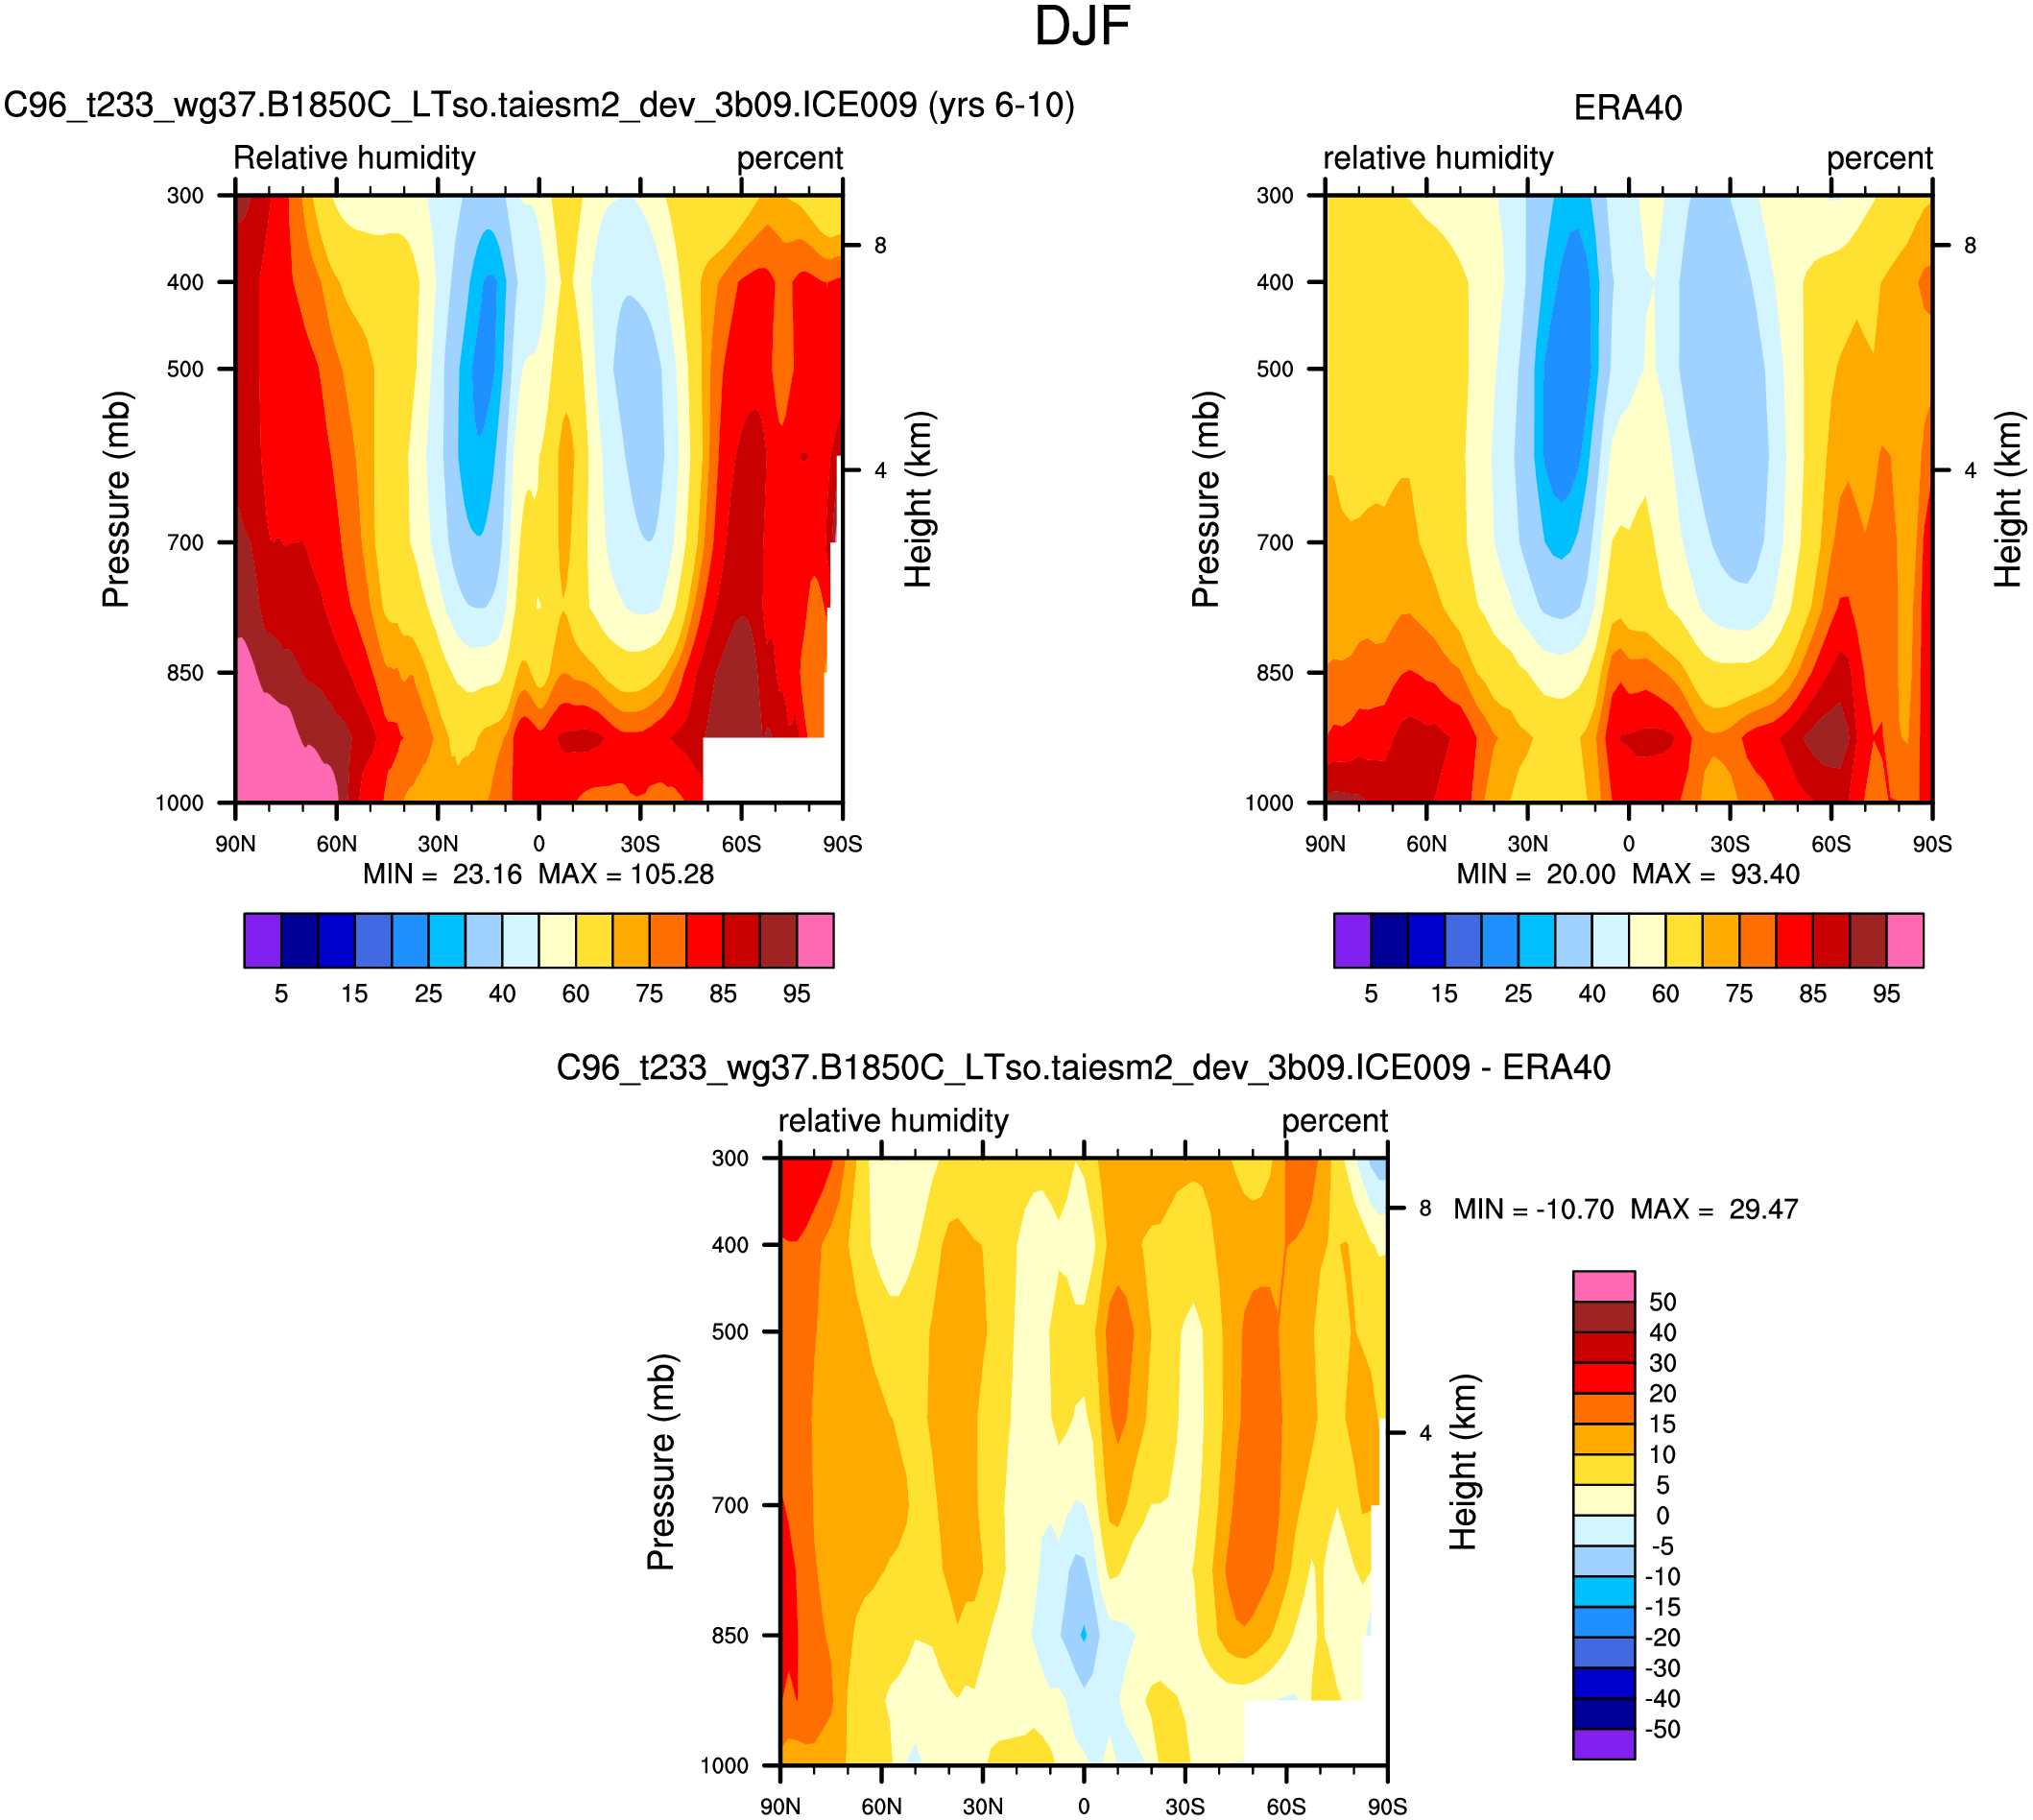 DJF
C96_t233_wg37.B1850C_LTso.taiesm2_dev_3b09.ICE009 (yrs 6-10)
Relative humidity percent
300
400
500
700
850
1000
Pressure (mb)
8
4
Height (km)
90N 60N 30N 0 30S 60S 90S
MIN = 23.16 MAX = 105.28
5 15 25 40 60 75 85 95
ERA40
relative humidity percent
300
400
500
700
850
1000
Pressure (mb)
8
4
Height (km)
90N 60N 30N 0 30S 60S 90S
MIN = 20.00 MAX = 93.40
5 15 25 40 60 75 85 95
C96_t233_wg37.B1850C_LTso.taiesm2_dev_3b09.ICE009 - ERA40
relative humidity percent
300
400
500
700
850
1000
Pressure (mb)
8
4
Height (km)
90N 60N 30N 0 30S 60S 90S
MIN = -10.70 MAX = 29.47
50
40
30
20
15
10
5
0
-5
-10
-15
-20
-30
-40
-50